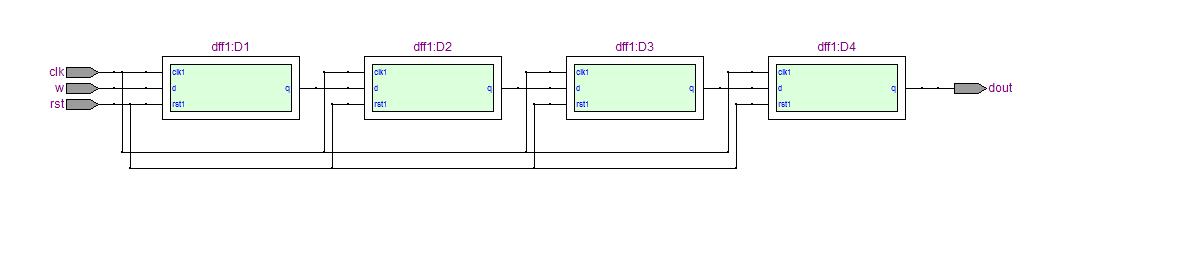 dff1:D1 dff1:D2 dff1:D3 dff1:D4
clk clk1 clk1 clk1 clk1
w d q d q d q d q dout
rst rst1 rst1 rst1 rst1